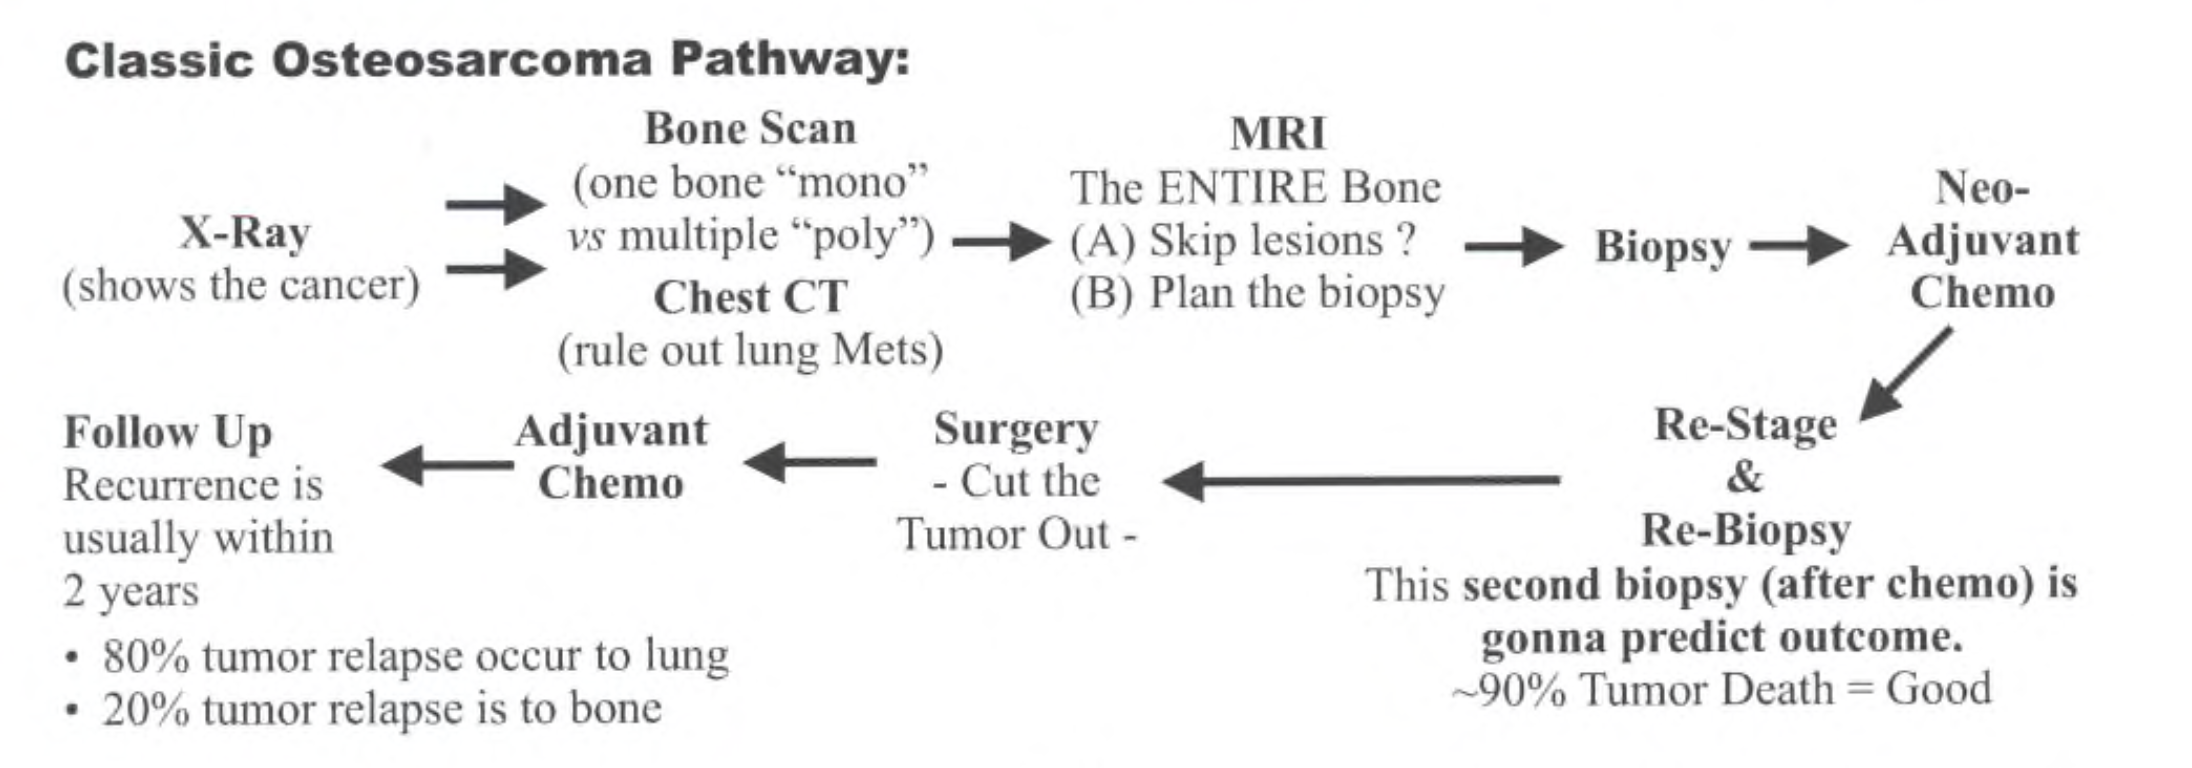 Classic Osteosarcoma Pathway:
X-Ray
(shows the cancer)
Bone Scan
(one bone “mono”
vs multiple “poly”)
Chest CT
(rule out lung Mets)
MRI
The ENTIRE Bone
(A) Skip lesions ?
(B) Plan the biopsy
Biopsy
Neo-
Adjuvant
Chemo
Re-Stage
&
Re-Biopsy
This second biopsy (after chemo) is
gonna predict outcome.
~90% Tumor Death = Good
Surgery
- Cut the
Tumor Out -
Adjuvant
Chemo
Follow Up
Recurrence is
usually within
2 years
• 80% tumor relapse occur to lung
• 20% tumor relapse is to bone